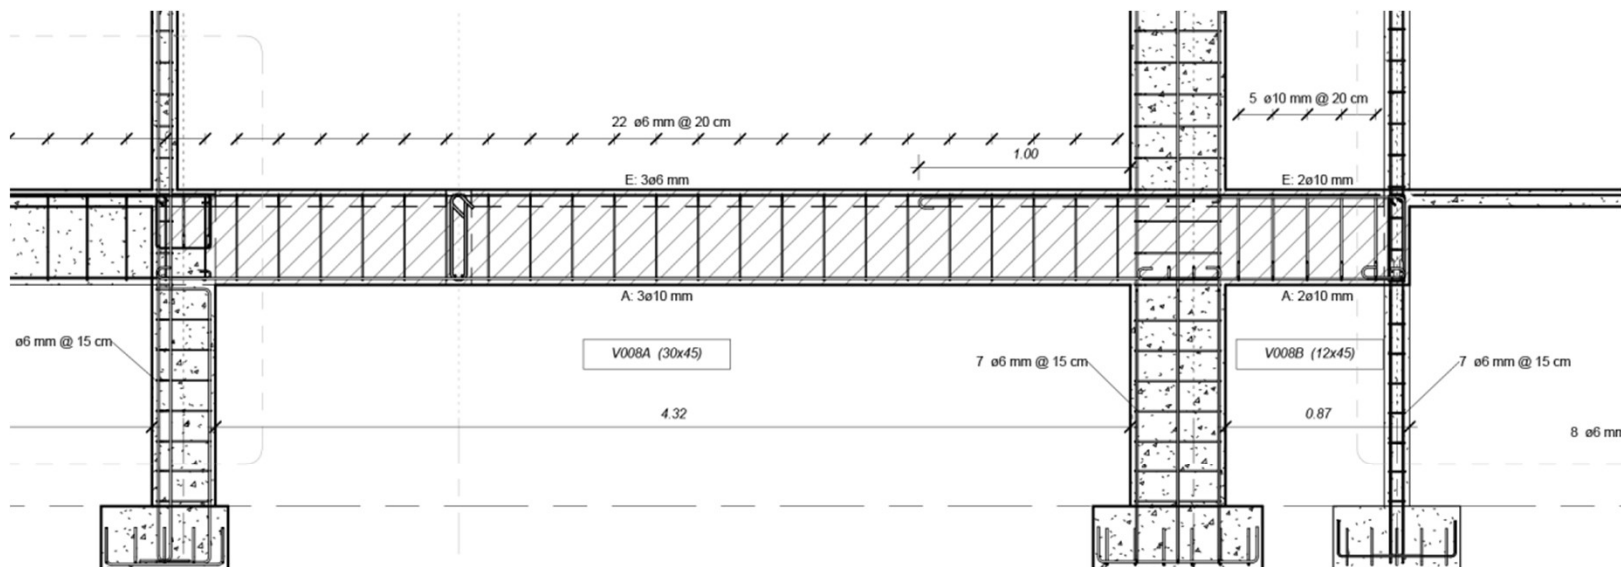 5 ø10 mm @ 20 cm
22 ø6 mm @ 20 cm
1.00
E: 3ø6 mm
E: 2ø10 mm
A: 3ø10 mm
A: 2ø10 mm
ø6 mm @ 15 cm
V008A (30x45)
7 ø6 mm @ 15 cm
V008B (12x45)
7 ø6 mm @ 15 cm
4.32
0.87
8 ø6 mm